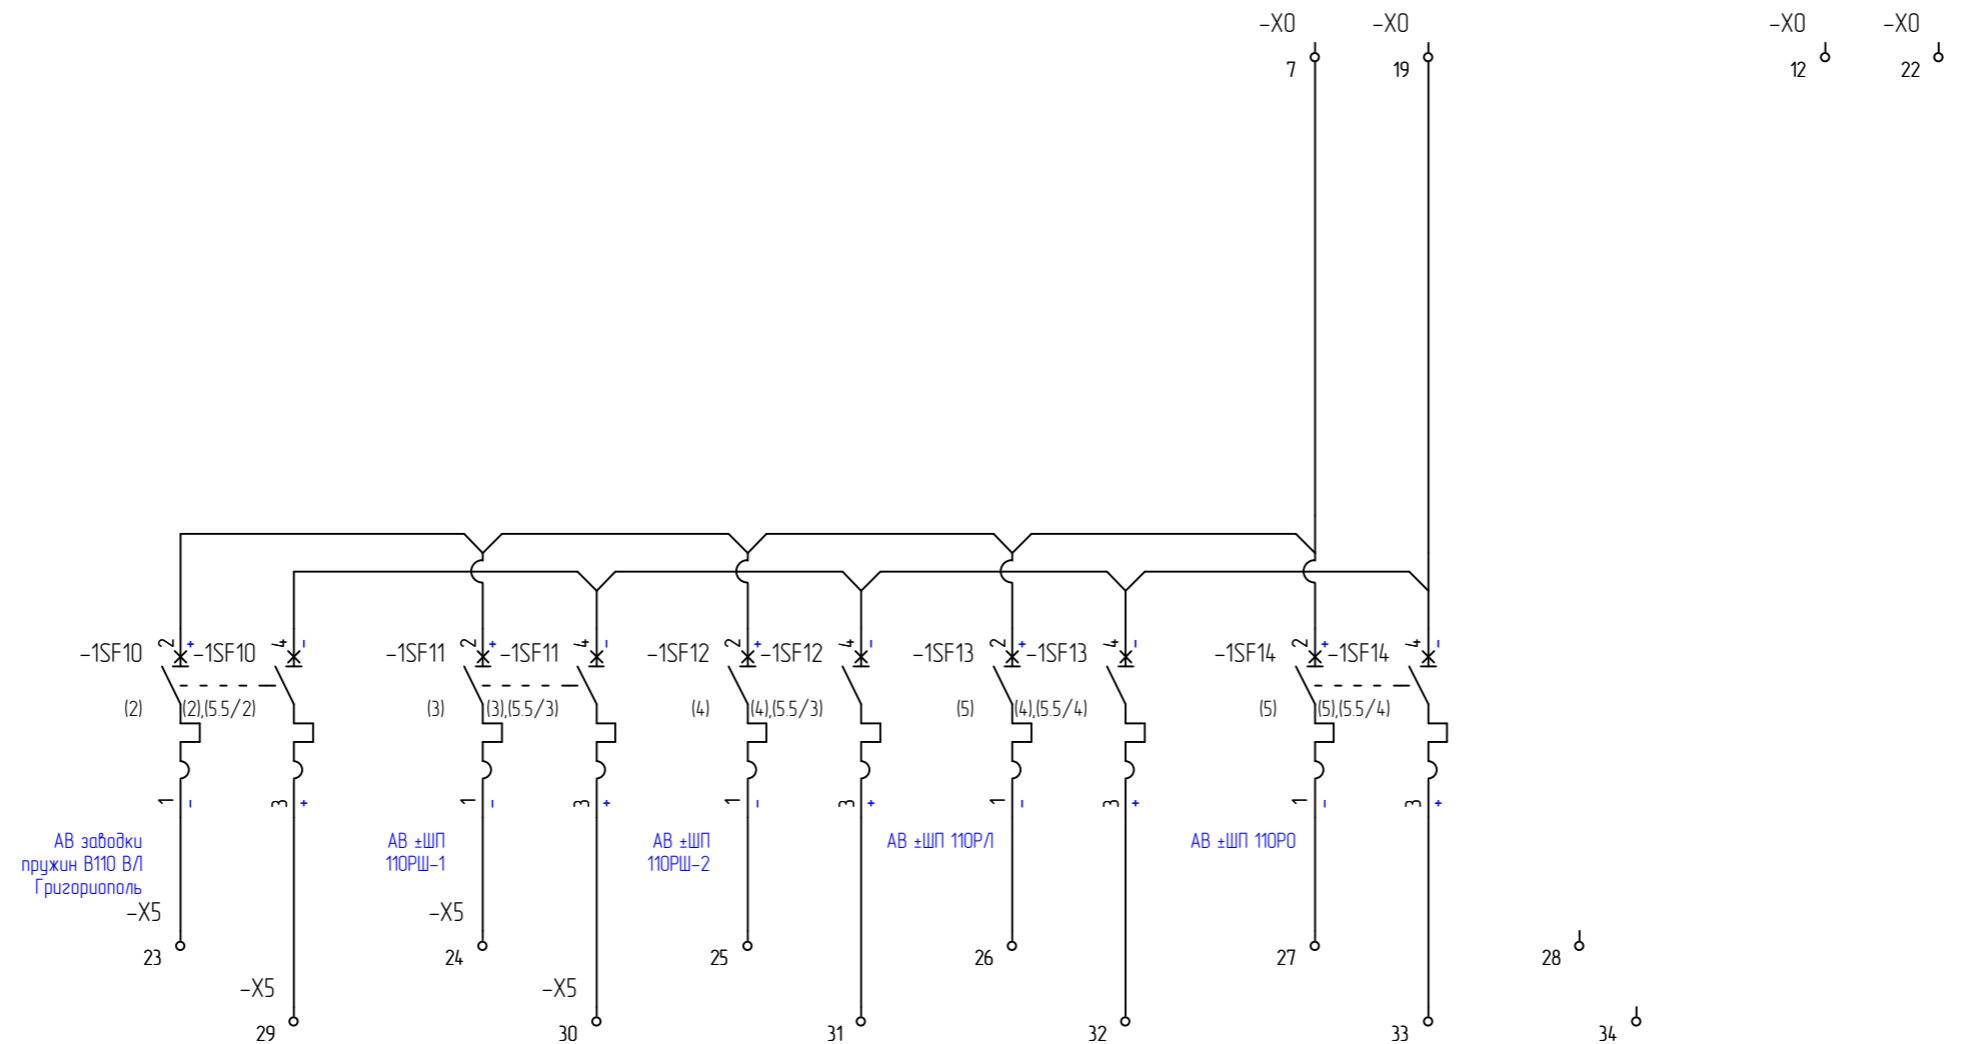 -X0 -X0 -X0 -X0
7 19 12 22
-1SF10 2 + -1SF10 4 - -1SF11 2 + -1SF11 4 - -1SF12 2 + -1SF12 4 - -1SF13 2 + -1SF13 4 - -1SF14 2 + -1SF14 4 -
(2) (2),(5.5/2) (3) (3),(5.5/3) (4) (4),(5.5/3) (5) (4),(5.5/4) (5) (5),(5.5/4)
1 - 3 + 1 - 3 + 1 - 3 + 1 - 3 + 1 - 3 +
АВ заводки
пружин В110 ВЛ
Григориополь
АВ ±ШП
110РШ-1
АВ ±ШП
110РШ-2
АВ ±ШП 110РЛ
АВ ±ШП 110РО
-X5 -X5
23 24 25 26 27 28
-X5 -X5
29 30 31 32 33 34